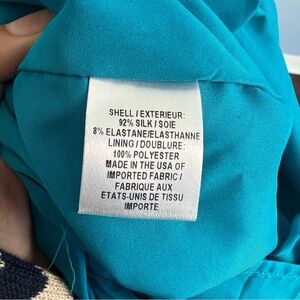 SHELL / EXTERIEUR:
92% SILK / SOIE
8% ELASTANE/ELASTHANNE
LINING / DOUBLURE:
100% POLYESTER
MADE IN THE USA OF
IMPORTED FABRIC /
FABRIQUE AUX
ETATS-UNIS DE TISSU
IMPORTE